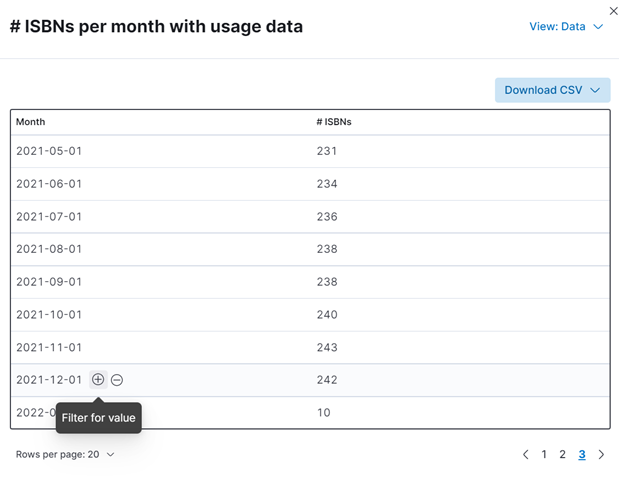 # ISBNs per month with usage data
View: Data
Download CSV
Month # ISBNs
2021-05-01 231
2021-06-01 234
2021-07-01 236
2021-08-01 238
2021-09-01 238
2021-10-01 240
2021-11-01 243
2021-12-01 242
2022-0 10
Filter for value
Rows per page: 20
1 2 3